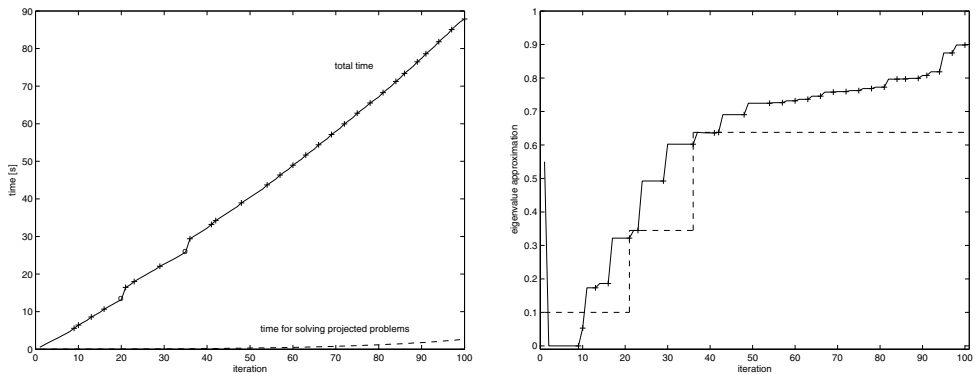 90
80
70
60
50
40
30
20
10
0
time [s]
total time
time for solving projected problems
0 10 20 30 40 50 60 70 80 90 100
iteration
1
0.9
0.8
0.7
0.6
0.5
0.4
0.3
0.2
0.1
0
eigenvalue approximation
0 10 20 30 40 50 60 70 80 90 100
iteration